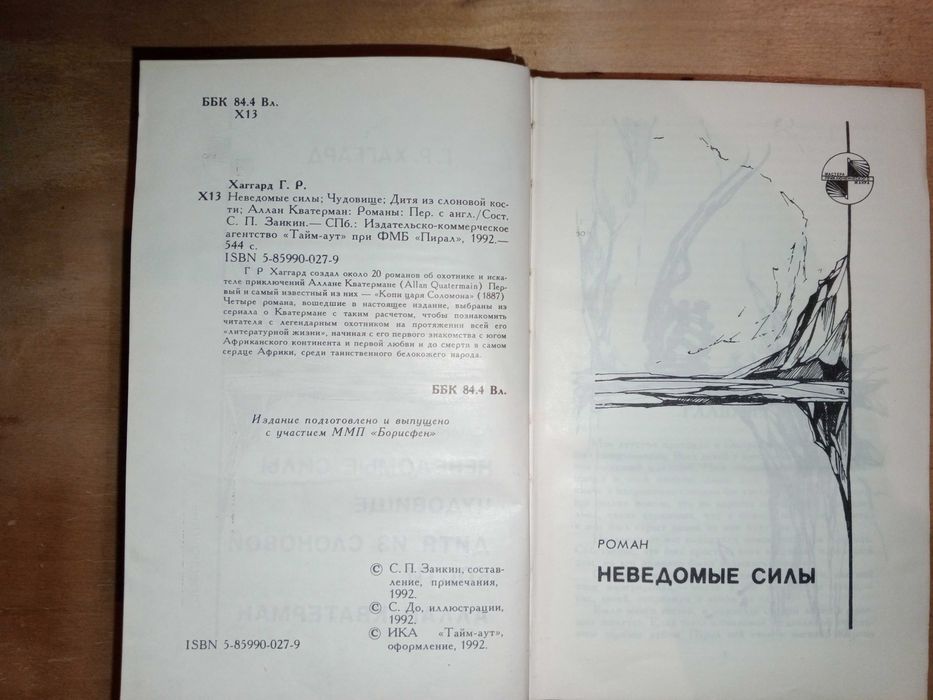 ББК 84.4 Вл.
Х13
Хаггард Г. Р.
Х13 Неведомые силы; Чудовище; Дитя из слоновой кос-
ти; Аллан Кватерман: Романы: Пер. с англ./Сост.
С. П. Заикин.— СПб.: Издательско-коммерческое
агентство «Тайм-аут» при ФМБ «Пирал», 1992.—
544 с.
ISBN 5-85990-027-9
Г Р Хаггард создал около 20 романов об охотнике и иска-
теле приключений Аллане Кватермане (Allan Quatermain) Пер-
вый и самый известный из них — «Копи царя Соломона» (1887)
Четыре романа, вошедшие в настоящее издание, выбраны из
сериала о Кватермане с таким расчетом, чтобы познакомить
читателя с легендарным охотником на протяжении всей его
«литературной жизни», начиная с его первого знакомства с югом
Африканского континента и первой любви и до смерти в самом
сердце Африки, среди таинственного белокожего народа.
ББК 84.4 Вл.
Издание подготовлено и выпущено
с участием ММП «Борисфен»
© С. П. Заикин, состав-
ление, примечания,
1992.
© С. До, иллюстрации,
1992.
© ИКА «Тайм-аут»,
оформление, 1992.
ISBN 5-85990-027-9
МАСТЕРА
ПРИКЛЮЧЕНЧЕСКОГО
ЖАНРА
РОМАН
НЕВЕДОМЫЕ СИЛЫ